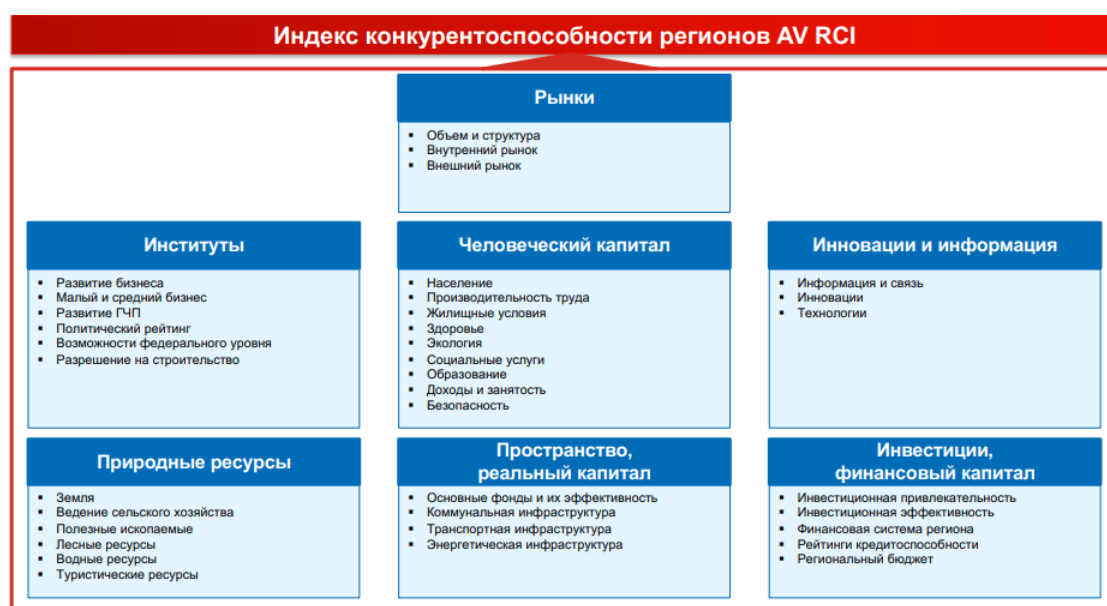 Индекс конкурентоспособности регионов AV RCI
Рынки
▪ Объем и структура
▪ Внутренний рынок
▪ Внешний рынок
Институты
▪ Развитие бизнеса
▪ Малый и средний бизнес
▪ Развитие ГЧП
▪ Политический рейтинг
▪ Возможности федерального уровня
▪ Разрешение на строительство
Человеческий капитал
▪ Население
▪ Производительность труда
▪ Жилищные условия
▪ Здоровье
▪ Экология
▪ Социальные услуги
▪ Образование
▪ Доходы и занятость
▪ Безопасность
Инновации и информация
▪ Информация и связь
▪ Инновации
▪ Технологии
Природные ресурсы
▪ Земля
▪ Ведение сельского хозяйства
▪ Полезные ископаемые
▪ Лесные ресурсы
▪ Водные ресурсы
▪ Туристические ресурсы
Пространство,
реальный капитал
▪ Основные фонды и их эффективность
▪ Коммунальная инфраструктура
▪ Транспортная инфраструктура
▪ Энергетическая инфраструктура
Инвестиции,
финансовый капитал
▪ Инвестиционная привлекательность
▪ Инвестиционная эффективность
▪ Финансовая система региона
▪ Рейтинги кредитоспособности
▪ Региональный бюджет